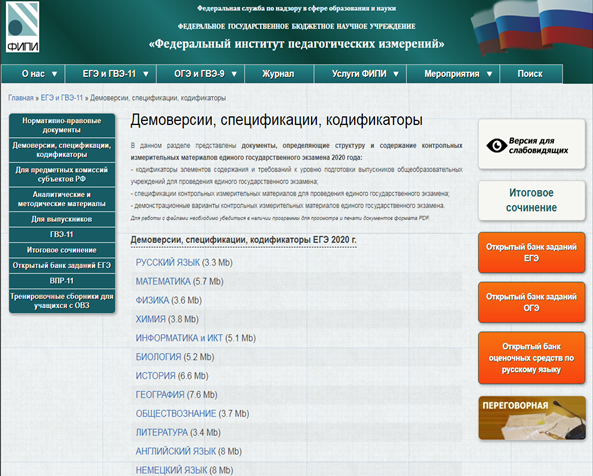 Федеральная служба по надзору в сфере образования и науки
ФЕДЕРАЛЬНОЕ ГОСУДАРСТВЕННОЕ БЮДЖЕТНОЕ НАУЧНОЕ УЧРЕЖДЕНИЕ
«Федеральный институт педагогических измерений»
ФИПИ
О нас ▼ ЕГЭ и ГВЭ-11 ▼ ОГЭ и ГВЭ-9 ▼ Журнал Услуги ФИПИ ▼ Мероприятия ▼ Поиск
Главная » ЕГЭ и ГВЭ-11 » Демоверсии, спецификации, кодификаторы
Нормативно-правовые
документы
Демоверсии, спецификации,
кодификаторы
Для предметных комиссий
субъектов РФ
Аналитические и
методические материалы
Для выпускников
ГВЭ-11
Итоговое сочинение
Открытый банк заданий ЕГЭ
ВПР-11
Тренировочные сборники для
учащихся с ОВЗ
Демоверсии, спецификации, кодификаторы
В данном разделе представлены документы, определяющие структуру и содержание контрольных
измерительных материалов единого государственного экзамена 2020 года:
- кодификаторы элементов содержания и требований к уровню подготовки выпускников общеобразовательных
учреждений для проведения единого государственного экзамена;
- спецификации контрольных измерительных материалов для проведения единого государственного экзамена;
- демонстрационные варианты контрольных измерительных материалов единого государственного экзамена.
Для работы с файлами необходимо убедиться в наличии программы для просмотра и печати документов формата PDF.
Демоверсии, спецификации, кодификаторы ЕГЭ 2020 г.
РУССКИЙ ЯЗЫК (3.3 Mb)
МАТЕМАТИКА (5.7 Mb)
ФИЗИКА (3.6 Mb)
ХИМИЯ (3.8 Mb)
ИНФОРМАТИКА и ИКТ (5.1 Mb)
БИОЛОГИЯ (5.2 Mb)
ИСТОРИЯ (6.6 Mb)
ГЕОГРАФИЯ (7.6 Mb)
ОБЩЕСТВОЗНАНИЕ (3.7 Mb)
ЛИТЕРАТУРА (3.4 Mb)
АНГЛИЙСКИЙ ЯЗЫК (8 Mb)
НЕМЕЦКИЙ ЯЗЫК (8 Mb)
Версия для
слабовидящих
Итоговое
сочинение
Открытый банк заданий
ЕГЭ
Открытый банк заданий
ОГЭ
Открытый банк
оценочных средств по
русскому языку
ПЕРЕГОВОРНАЯ